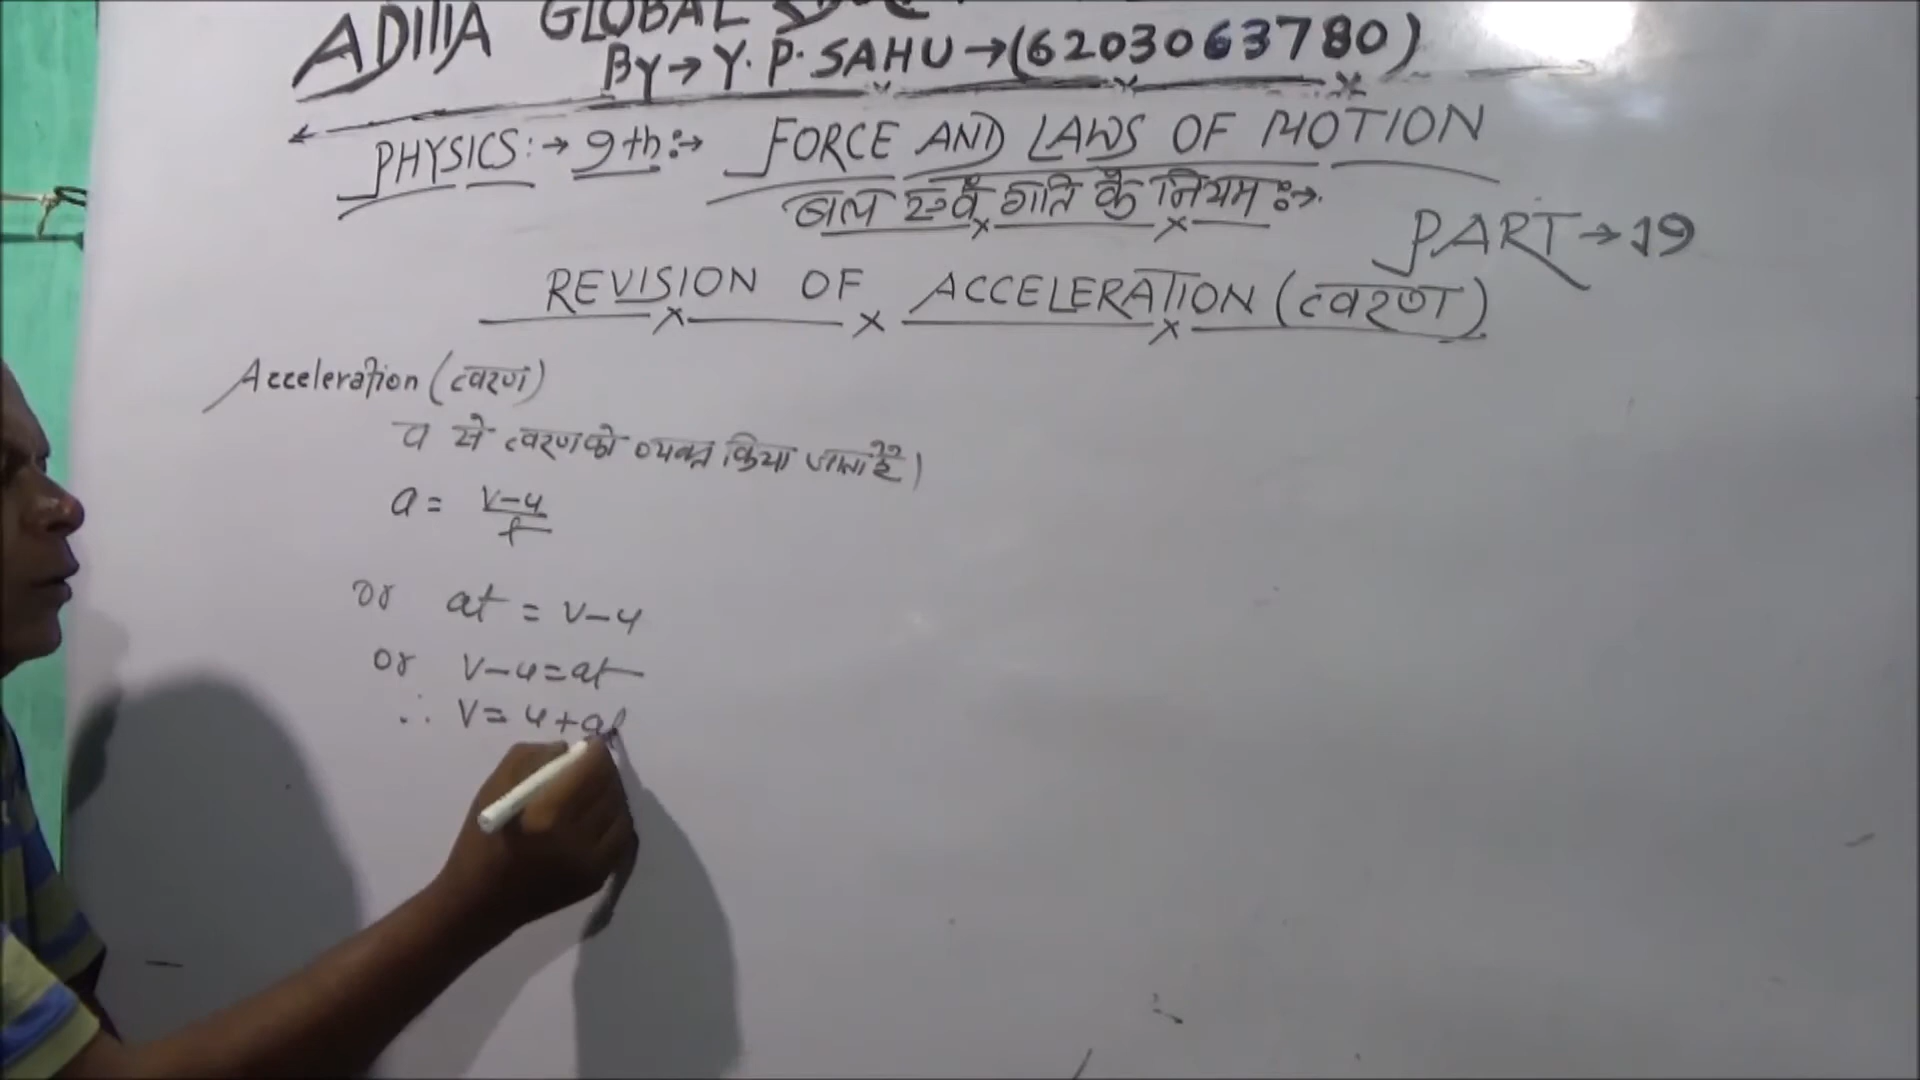 ADITIA GLOBAL
BY→Y.P.SAHU→(6203063780)
PHYSICS:→9th:→ FORCE AND LAWS OF MOTION
बल एवं गति के नियम:→
PART→19
REVISION OF ACCELERATION (त्वरण)
Acceleration (त्वरण)
से त्वरण को व्यक्त किया जाता है)
a = v-u/t
or at = v-u
or v-u=at
∴ v= u+at